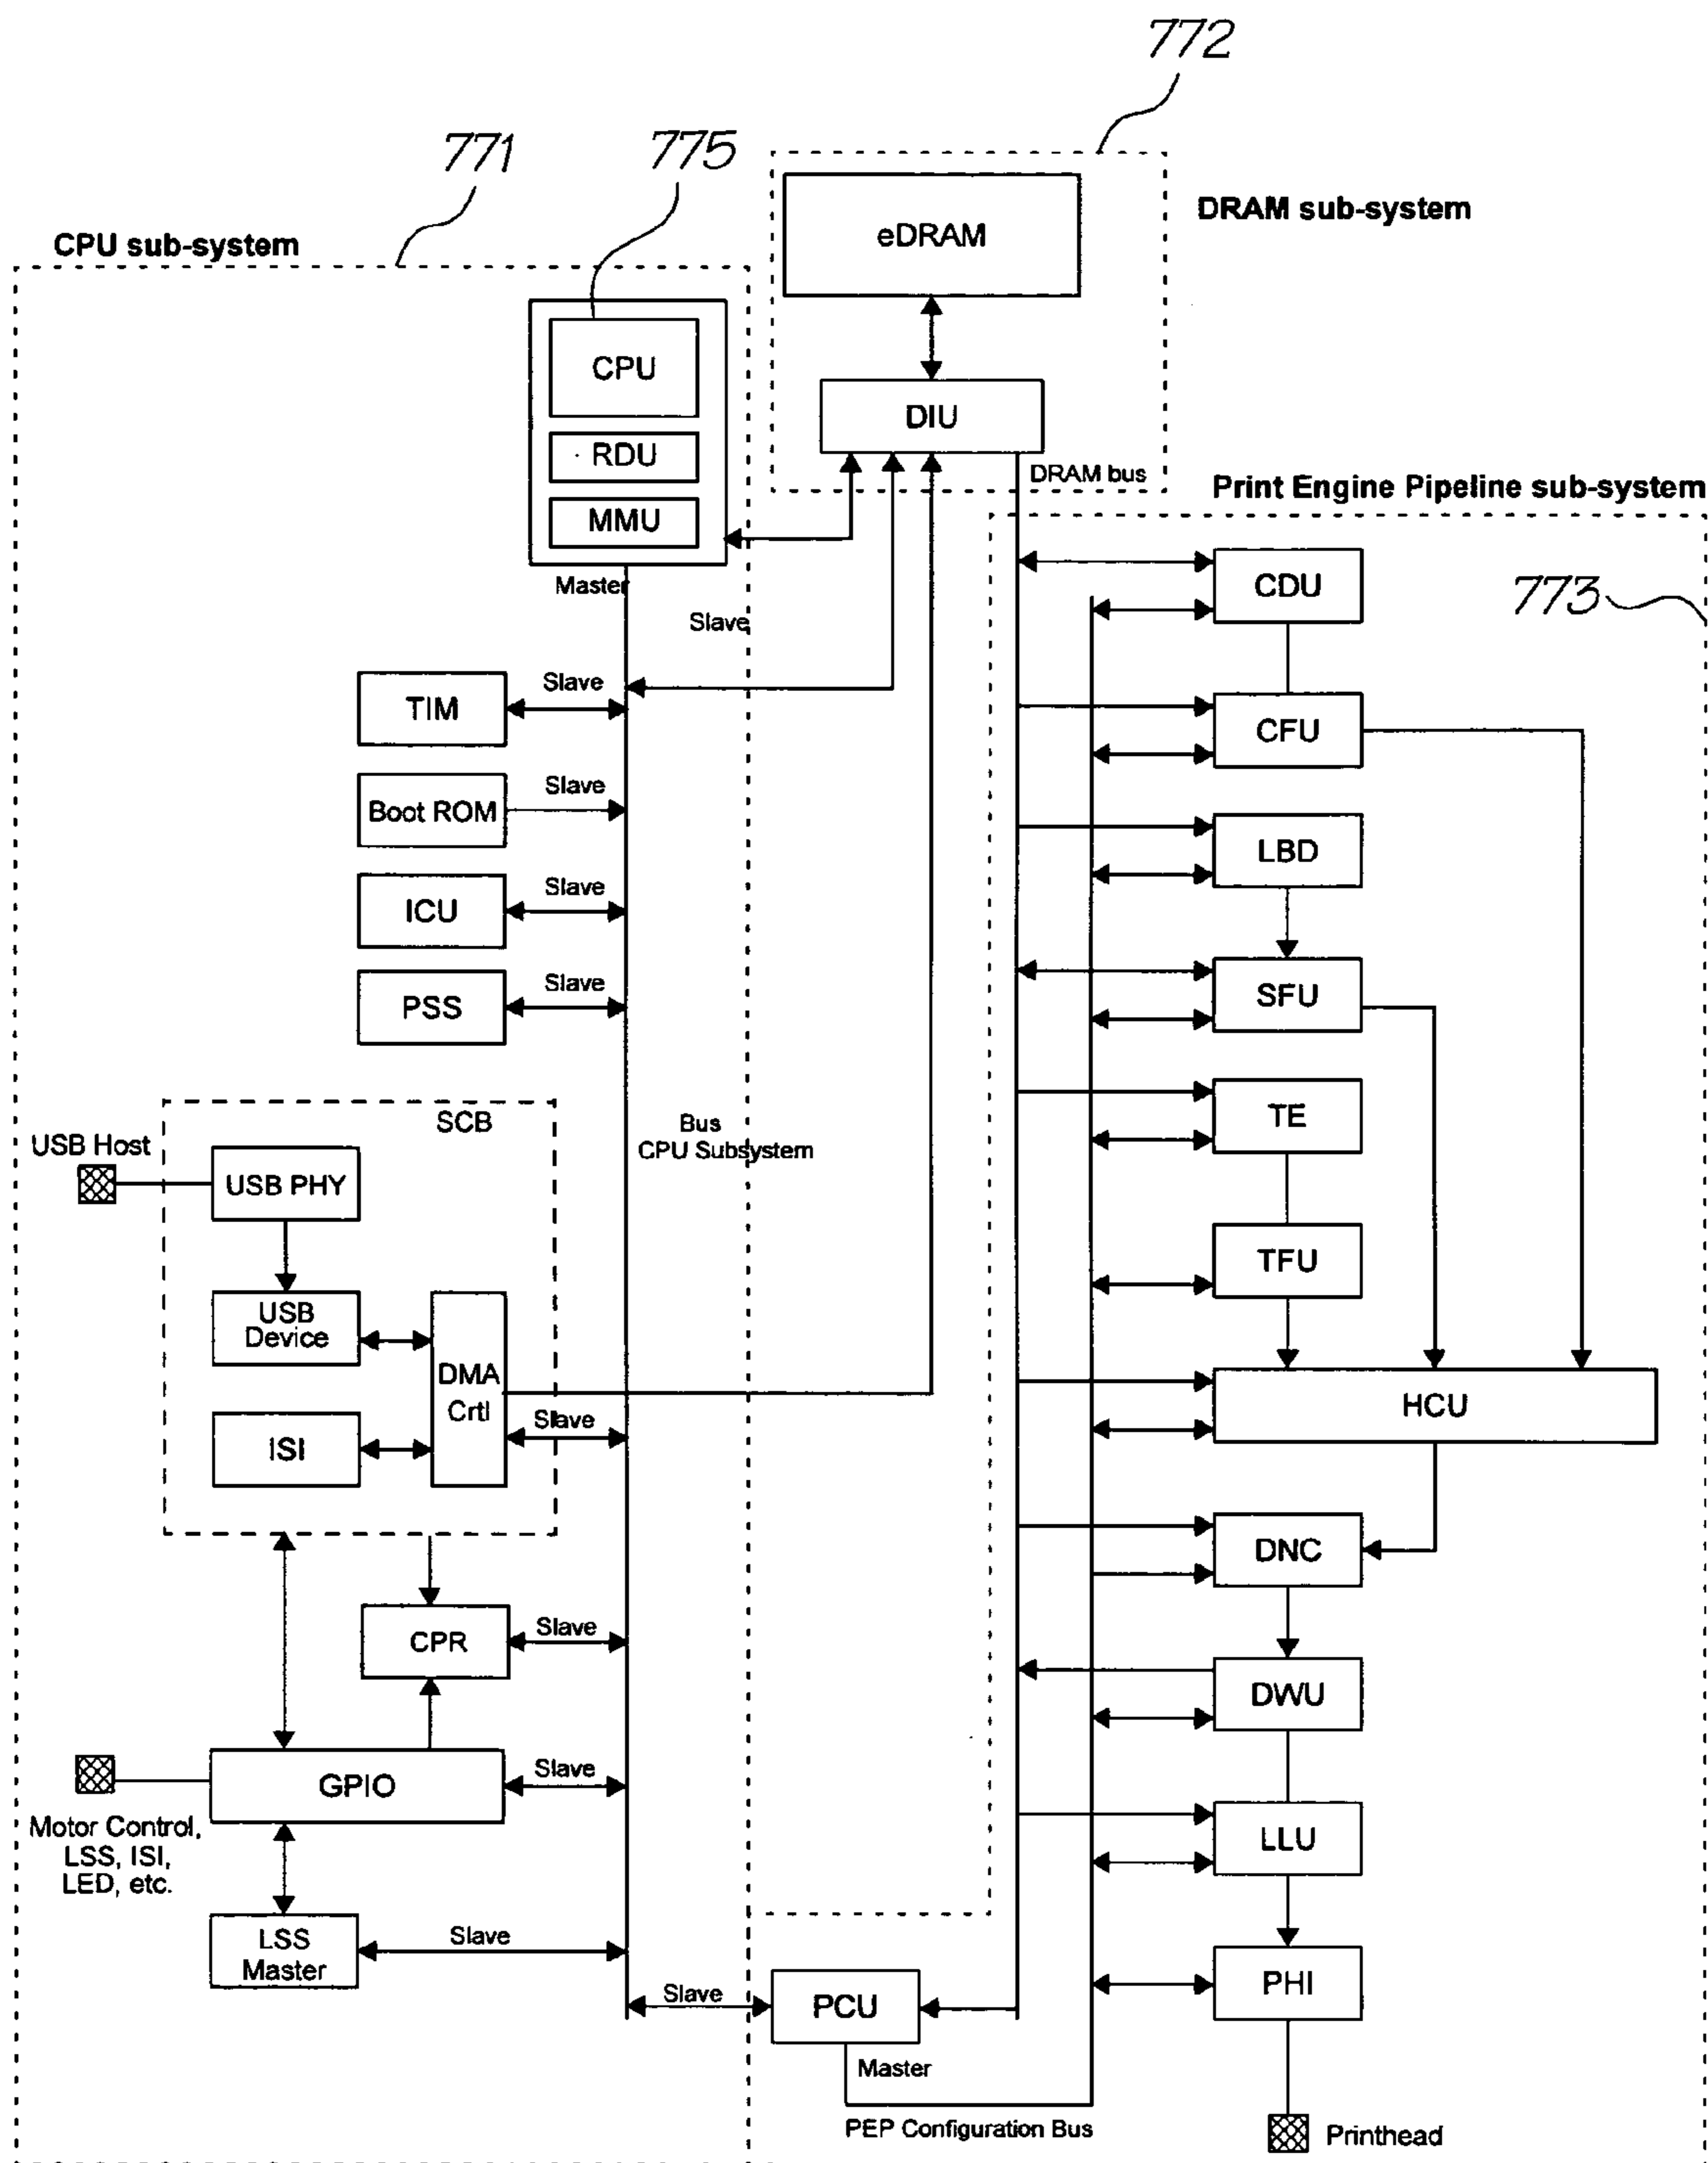 772
771
775
DRAM sub-system
CPU sub-system
eDRAM
CPU
DIU
RDU
DRAM bus
Print Engine Pipeline sub-system
MMU
Master
CDU
773
Slave
TIM
Slave
CFU
Boot ROM
Slave
LBD
ICU
Slave
PSS
Slave
SFU
SCB
Bus
CPU Subsystem
TE
USB Host
USB PHY
TFU
USB
Device
DMA
Crtl
Slave
HCU
ISI
DNC
CPR
Slave
DWU
GPIO
Slave
Motor Control,
LSS, ISI,
LED, etc.
LLU
LSS
Master
Slave
PHI
Slave
PCU
Master
PEP Configuration Bus
Printhead